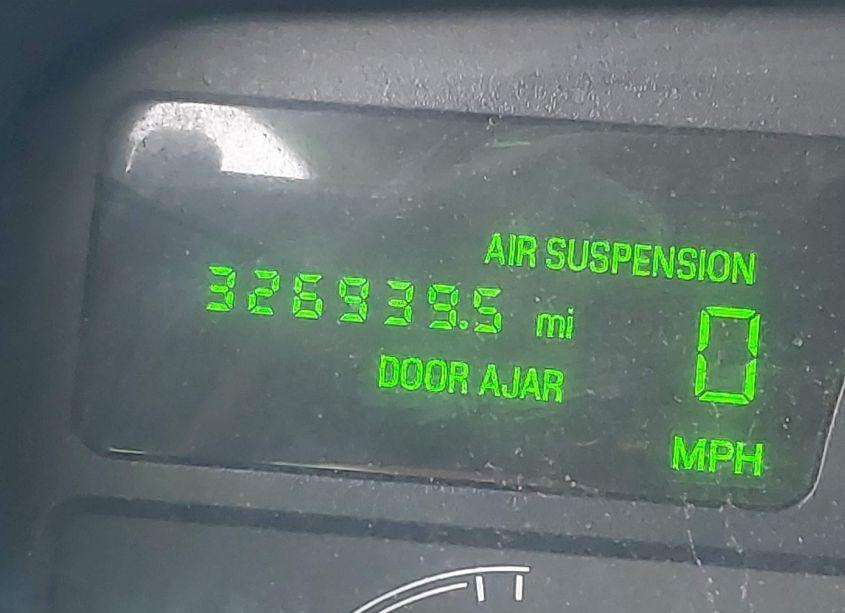 AIR SUSPENSION
326939.5 mi 0
DOOR AJAR
MPH